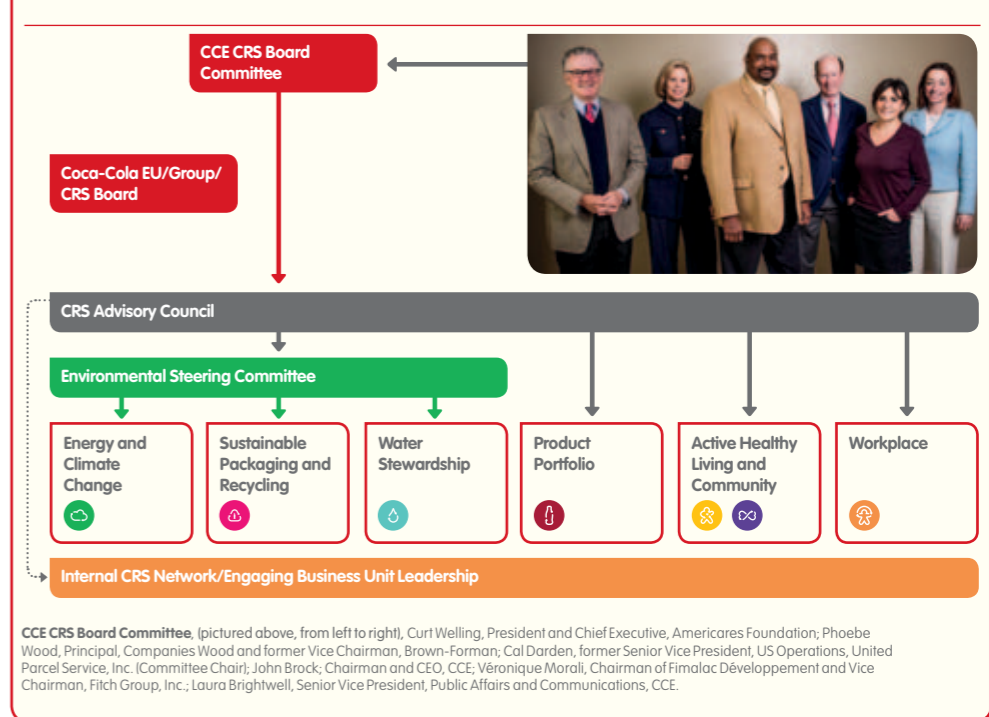 CCE CRS Board
Committee
Coca-Cola EU/Group/
CRS Board
CRS Advisory Council
Environmental Steering Committee
Energy and
Climate
Change
Sustainable
Packaging and
Recycling
Water
Stewardship
Product
Portfolio
Active Healthy
Living and
Community
Workplace
Internal CRS Network/Engaging Business Unit Leadership
CCE CRS Board Committee, (pictured above, from left to right), Curt Welling, President and Chief Executive, Americares Foundation; Phoebe
Wood, Principal, Companies Wood and former Vice Chairman, Brown-Forman; Cal Darden, former Senior Vice President, US Operations, United
Parcel Service, Inc. (Committee Chair); John Brock; Chairman and CEO, CCE; Véronique Morali, Chairman of Fimalac Développement and Vice
Chairman, Fitch Group, Inc.; Laura Brightwell, Senior Vice President, Public Affairs and Communications, CCE.